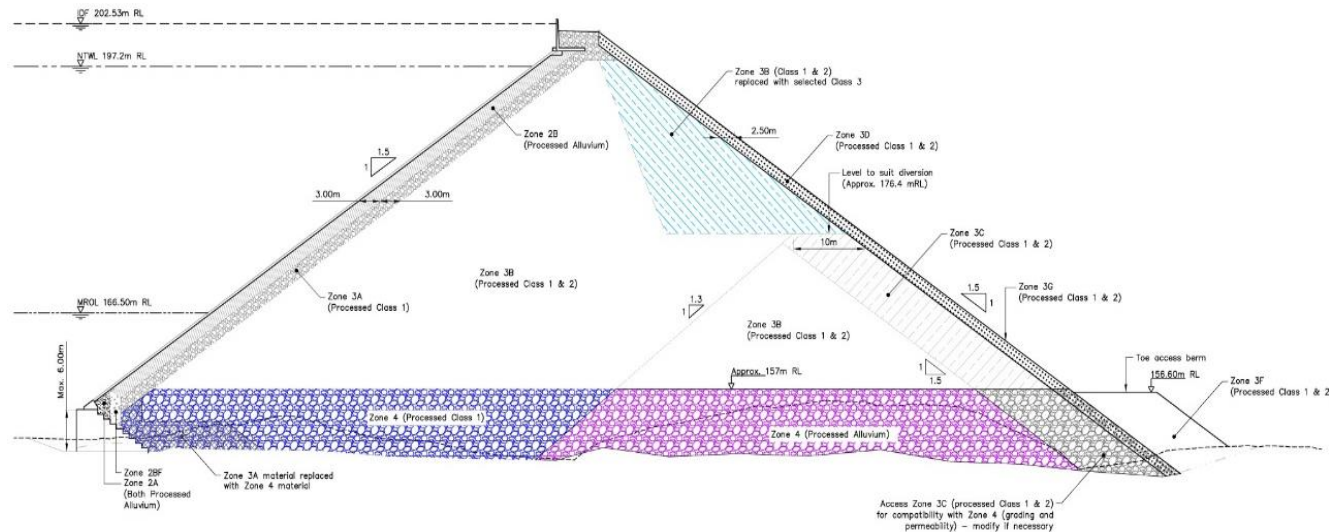 IDF 202.53m RL
NTWL 197.2m RL
Zone 3B (Class 1 & 2)
replaced with selected Class 3
2.50m
Zone 3D
(Processed Class 1 & 2)
Zone 2B
(Processed Alluvium)
1.5
1
Level to suit diversion
(Approx. 176.4 mRL)
3.00m
3.00m
Zone 3C
(Processed Class 1 & 2)
10m
Zone 3B
(Processed Class 1 & 2)
Zone 3A
(Processed Class 1)
1.3
1
1.5
1
Zone 3G
(Processed Class 1 & 2)
MROL 166.50m RL
Zone 3B
(Processed Class 1 & 2)
Max. 6.00m
Approx. 157m RL
1
1.5
Toe access berm
156.60m RL
Zone 3F
(Processed Class 1 & 2)
Zone 4 (Processed Class 1)
Zone 4 (Processed Alluvium)
Zone 2BF
Zone 2A
(Both Processed
Alluvium)
Zone 3A material replaced
with Zone 4 material
Access Zone 3C (processed Class 1 & 2)
for compatibility with Zone 4 (grading and
permeability) – modify if necessary